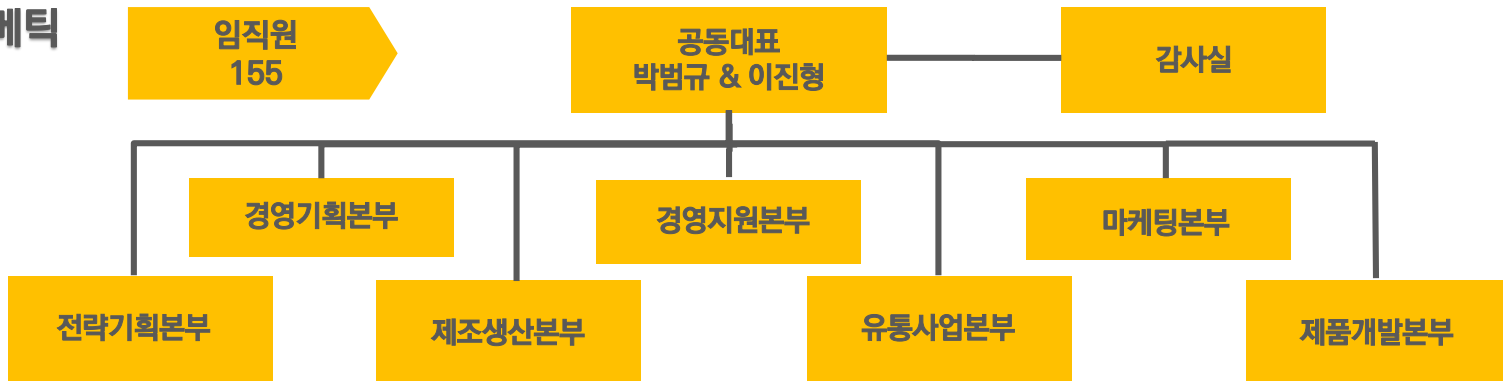 임직원
155
공동대표
박범규 & 이진형
감사실
경영기획본부
경영지원본부
마케팅본부
전략기획본부
제조생산본부
유통사업본부
제품개발본부